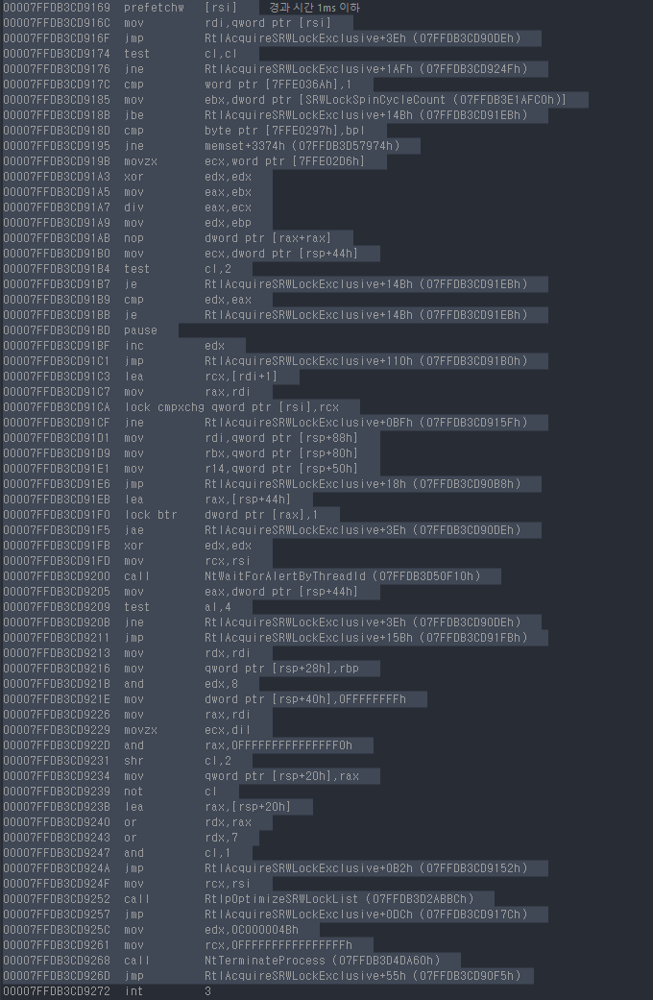 00007FFDB3CD9169 prefetchw [rsi] 경과 시간 1ms 이하
00007FFDB3CD916C mov rdi,qword ptr [rsi]
00007FFDB3CD916F jmp RtlAcquireSRWLockExclusive+3Eh (07FFDB3CD90DEh)
00007FFDB3CD9174 test cl,cl
00007FFDB3CD9176 jne RtlAcquireSRWLockExclusive+1AFh (07FFDB3CD924Fh)
00007FFDB3CD917C cmp word ptr [7FFE036Ah],1
00007FFDB3CD9185 mov ebx,dword ptr [SRWLockSpinCycleCount (07FFDB3E1AFC0h)]
00007FFDB3CD918B jbe RtlAcquireSRWLockExclusive+14Bh (07FFDB3CD91EBh)
00007FFDB3CD918D cmp byte ptr [7FFE0297h],bpl
00007FFDB3CD9195 jne memset+3374h (07FFDB3D57974h)
00007FFDB3CD919B movzx ecx,word ptr [7FFE02D6h]
00007FFDB3CD91A3 xor edx,edx
00007FFDB3CD91A5 mov eax,ebx
00007FFDB3CD91A7 div eax,ecx
00007FFDB3CD91A9 mov edx,ebp
00007FFDB3CD91AB nop dword ptr [rax+rax]
00007FFDB3CD91B0 mov ecx,dword ptr [rsp+44h]
00007FFDB3CD91B4 test cl,2
00007FFDB3CD91B7 je RtlAcquireSRWLockExclusive+14Bh (07FFDB3CD91EBh)
00007FFDB3CD91B9 cmp edx,eax
00007FFDB3CD91BB je RtlAcquireSRWLockExclusive+14Bh (07FFDB3CD91EBh)
00007FFDB3CD91BD pause
00007FFDB3CD91BF inc edx
00007FFDB3CD91C1 jmp RtlAcquireSRWLockExclusive+110h (07FFDB3CD91B0h)
00007FFDB3CD91C3 lea rcx,[rdi+1]
00007FFDB3CD91C7 mov rax,rdi
00007FFDB3CD91CA lock cmpxchg qword ptr [rsi],rcx
00007FFDB3CD91CF jne RtlAcquireSRWLockExclusive+0BFh (07FFDB3CD915Fh)
00007FFDB3CD91D1 mov rdi,qword ptr [rsp+88h]
00007FFDB3CD91D9 mov rbx,qword ptr [rsp+80h]
00007FFDB3CD91E1 mov r14,qword ptr [rsp+50h]
00007FFDB3CD91E6 jmp RtlAcquireSRWLockExclusive+18h (07FFDB3CD90B8h)
00007FFDB3CD91EB lea rax,[rsp+44h]
00007FFDB3CD91F0 lock btr dword ptr [rax],1
00007FFDB3CD91F5 jae RtlAcquireSRWLockExclusive+3Eh (07FFDB3CD90DEh)
00007FFDB3CD91FB xor edx,edx
00007FFDB3CD91FD mov rcx,rsi
00007FFDB3CD9200 call NtWaitForAlertByThreadId (07FFDB3D50F10h)
00007FFDB3CD9205 mov eax,dword ptr [rsp+44h]
00007FFDB3CD9209 test al,4
00007FFDB3CD920B jne RtlAcquireSRWLockExclusive+3Eh (07FFDB3CD90DEh)
00007FFDB3CD9211 jmp RtlAcquireSRWLockExclusive+15Bh (07FFDB3CD91FBh)
00007FFDB3CD9213 mov rdx,rdi
00007FFDB3CD9216 mov qword ptr [rsp+28h],rbp
00007FFDB3CD921B and edx,8
00007FFDB3CD921E mov dword ptr [rsp+40h],0FFFFFFFFh
00007FFDB3CD9226 mov rax,rdi
00007FFDB3CD9229 movzx ecx,dil
00007FFDB3CD922D and rax,0FFFFFFFFFFFFFFF0h
00007FFDB3CD9231 shr cl,2
00007FFDB3CD9234 mov qword ptr [rsp+20h],rax
00007FFDB3CD9239 not cl
00007FFDB3CD923B lea rax,[rsp+20h]
00007FFDB3CD9240 or rdx,rax
00007FFDB3CD9243 or rdx,7
00007FFDB3CD9247 and cl,1
00007FFDB3CD924A jmp RtlAcquireSRWLockExclusive+0B2h (07FFDB3CD9152h)
00007FFDB3CD924F mov rcx,rsi
00007FFDB3CD9252 call RtlpOptimizeSRWLockList (07FFDB3D2ABBCh)
00007FFDB3CD9257 jmp RtlAcquireSRWLockExclusive+0DCh (07FFDB3CD917Ch)
00007FFDB3CD925C mov edx,0C000004Bh
00007FFDB3CD9261 mov rcx,0FFFFFFFFFFFFFFFFh
00007FFDB3CD9268 call NtTerminateProcess (07FFDB3D4DA60h)
00007FFDB3CD926D jmp RtlAcquireSRWLockExclusive+55h (07FFDB3CD90F5h)
00007FFDB3CD9272 int 3